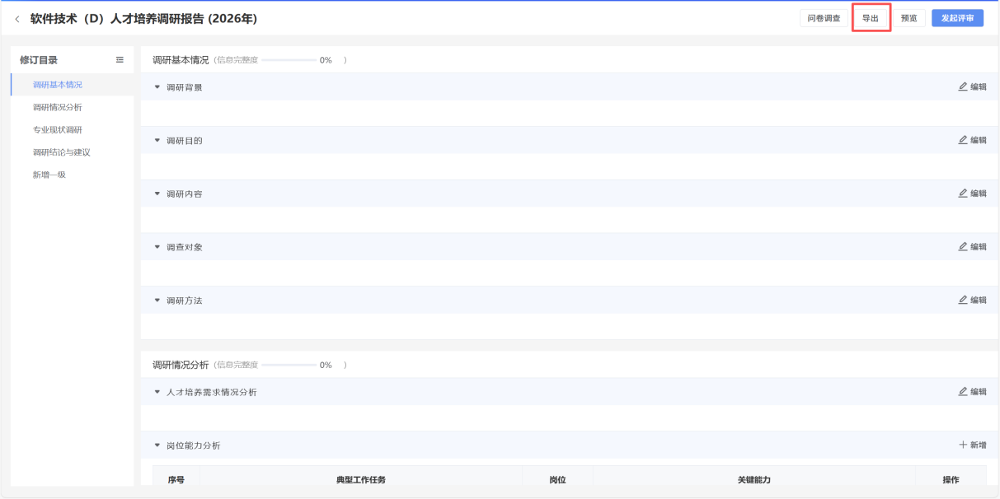 软件技术（D）人才培养调研报告 (2026年)
问卷调查 导出 预览 发起评审
修订目录
调研基本情况
调研情况分析
专业现状调研
调研结论与建议
新增一级
调研基本情况（信息完整度 0% ）
调研背景 编辑
调研目的 编辑
调研内容 编辑
调查对象 编辑
调研方法 编辑
调研情况分析（信息完整度 0% ）
人才培养需求情况分析 编辑
岗位能力分析 新增
序号 典型工作任务 岗位 关键能力 操作